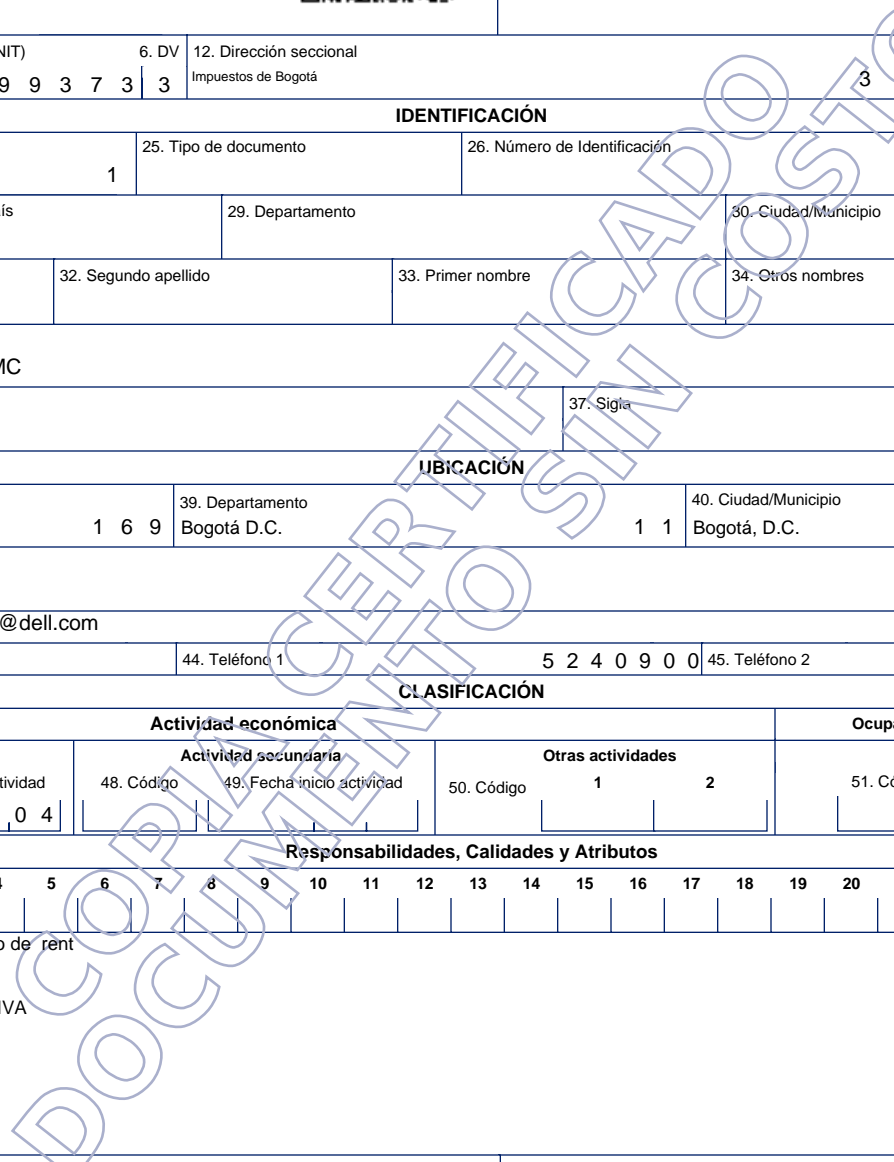 NIT) 6. DV 12. Dirección seccional
9 9 3 7 3 3 Impuestos de Bogotá 3
IDENTIFICACIÓN
25. Tipo de documento 26. Número de Identificación
1
ís 29. Departamento 30. Ciudad/Municipio
32. Segundo apellido 33. Primer nombre 34. Otros nombres
MC
37. Sigla
UBICACIÓN
39. Departamento 40. Ciudad/Municipio
1 6 9 Bogotá D.C. 1 1 Bogotá, D.C.
@dell.com
44. Teléfono 1 5 2 4 0 9 0 0 45. Teléfono 2
CLASIFICACIÓN
Actividad económica Ocupa
Actividad secundaria Otras actividades
tividad 48. Código 49. Fecha inicio actividad 50. Código 1 2 51. Có
0 4
Responsabilidades, Calidades y Atributos
4 5 6 7 8 9 10 11 12 13 14 15 16 17 18 19 20
o de rent
IVA
COPIA CERTIFICADO
DOCUMENTO SIN COSTO